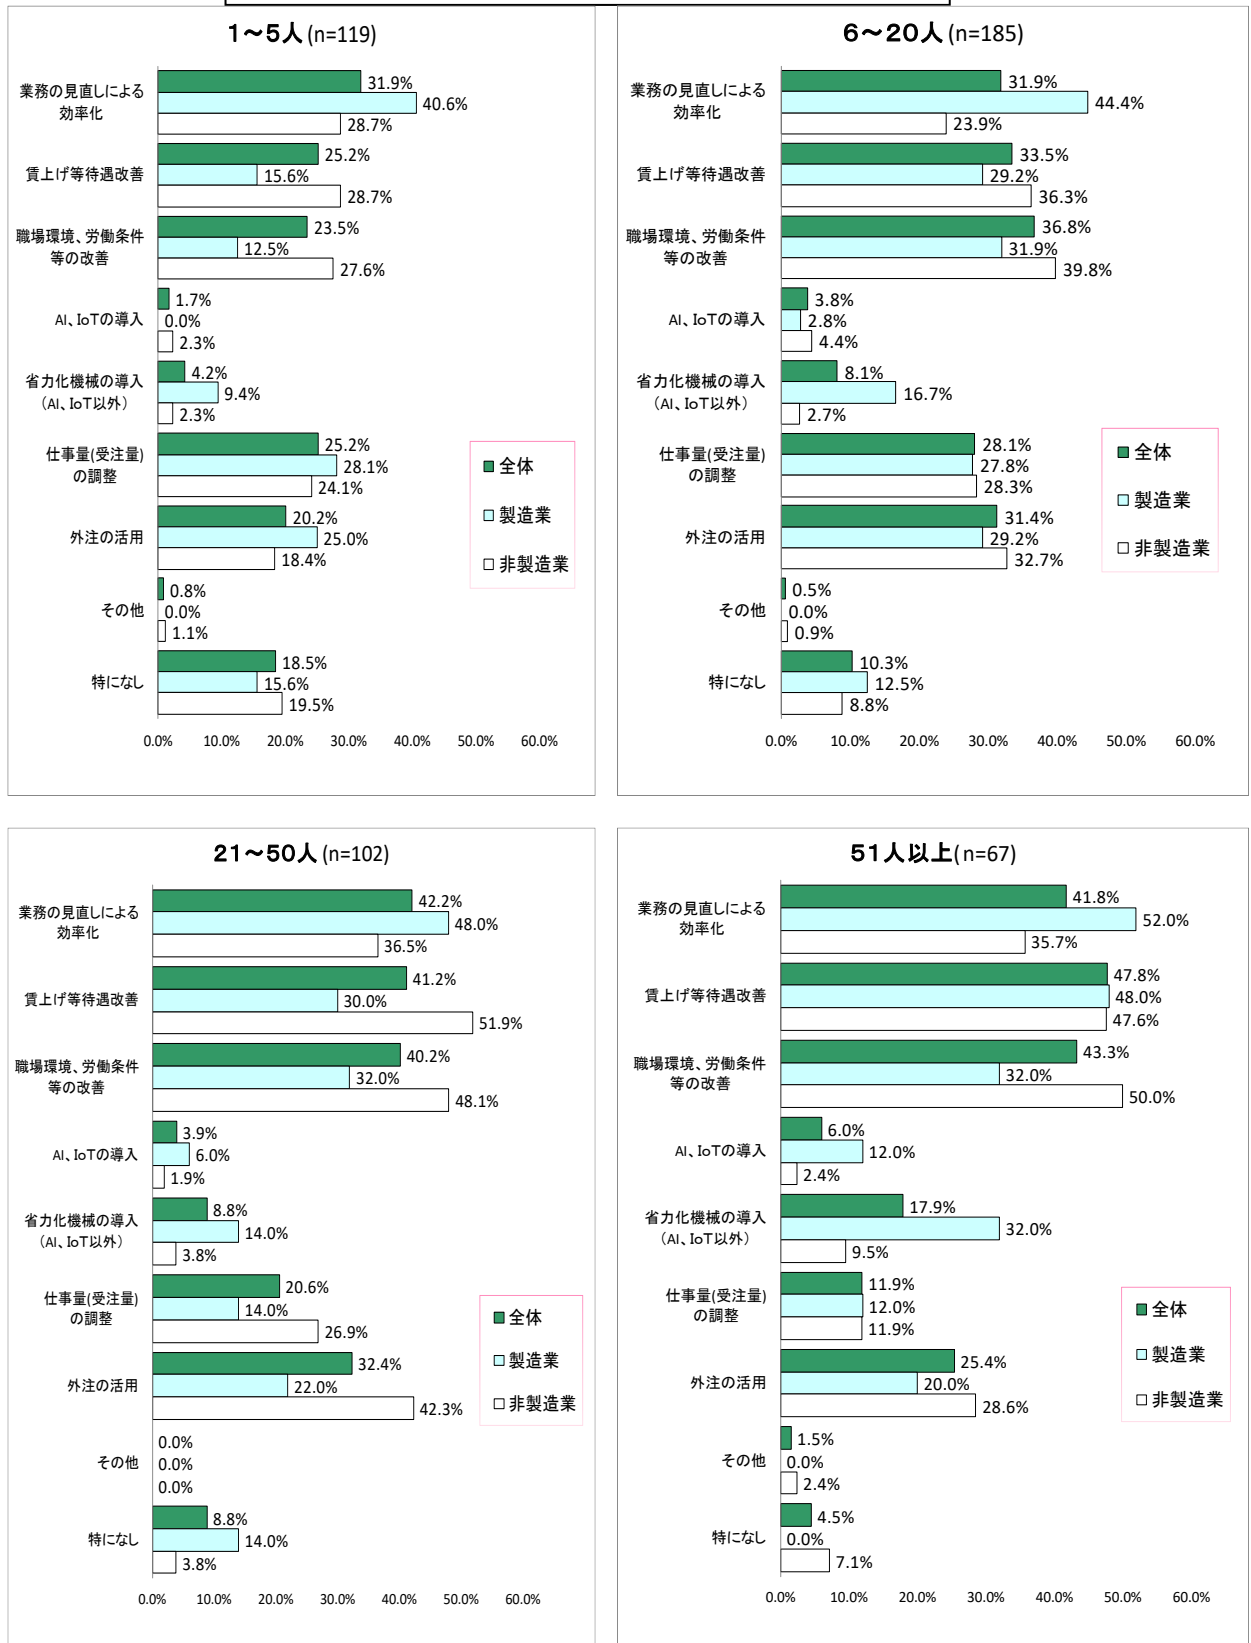 1～5人(n=119)
業務の見直しによる
効率化
31.9%
40.6%
28.7%
賃上げ等待遇改善
25.2%
15.6%
28.7%
職場環境、労働条件
等の改善
23.5%
12.5%
27.6%
AI、IoTの導入
1.7%
0.0%
2.3%
省力化機械の導入
（AI、IoT以外）
4.2%
9.4%
2.3%
仕事量(受注量)
の調整
25.2%
28.1%
24.1%
外注の活用
20.2%
25.0%
18.4%
その他
0.8%
0.0%
1.1%
特になし
18.5%
15.6%
19.5%
0.0% 10.0% 20.0% 30.0% 40.0% 50.0% 60.0%
全体
製造業
非製造業
6～20人(n=185)
業務の見直しによる
効率化
31.9%
44.4%
23.9%
賃上げ等待遇改善
33.5%
29.2%
36.3%
職場環境、労働条件
等の改善
36.8%
31.9%
39.8%
AI、IoTの導入
3.8%
2.8%
4.4%
省力化機械の導入
（AI、IoT以外）
8.1%
16.7%
2.7%
仕事量(受注量)
の調整
28.1%
27.8%
28.3%
外注の活用
31.4%
29.2%
32.7%
その他
0.5%
0.0%
0.9%
特になし
10.3%
12.5%
8.8%
0.0% 10.0% 20.0% 30.0% 40.0% 50.0% 60.0%
全体
製造業
非製造業
21～50人(n=102)
業務の見直しによる
効率化
42.2%
48.0%
36.5%
賃上げ等待遇改善
41.2%
30.0%
51.9%
職場環境、労働条件
等の改善
40.2%
32.0%
48.1%
AI、IoTの導入
3.9%
6.0%
1.9%
省力化機械の導入
（AI、IoT以外）
8.8%
14.0%
3.8%
仕事量(受注量)
の調整
20.6%
14.0%
26.9%
外注の活用
32.4%
22.0%
42.3%
その他
0.0%
0.0%
0.0%
特になし
8.8%
14.0%
3.8%
0.0% 10.0% 20.0% 30.0% 40.0% 50.0% 60.0%
全体
製造業
非製造業
51人以上(n=67)
業務の見直しによる
効率化
41.8%
52.0%
35.7%
賃上げ等待遇改善
47.8%
48.0%
47.6%
職場環境、労働条件
等の改善
43.3%
32.0%
50.0%
AI、IoTの導入
6.0%
12.0%
2.4%
省力化機械の導入
（AI、IoT以外）
17.9%
32.0%
9.5%
仕事量(受注量)
の調整
11.9%
12.0%
11.9%
外注の活用
25.4%
20.0%
28.6%
その他
1.5%
0.0%
2.4%
特になし
4.5%
0.0%
7.1%
0.0% 10.0% 20.0% 30.0% 40.0% 50.0% 60.0%
全体
製造業
非製造業